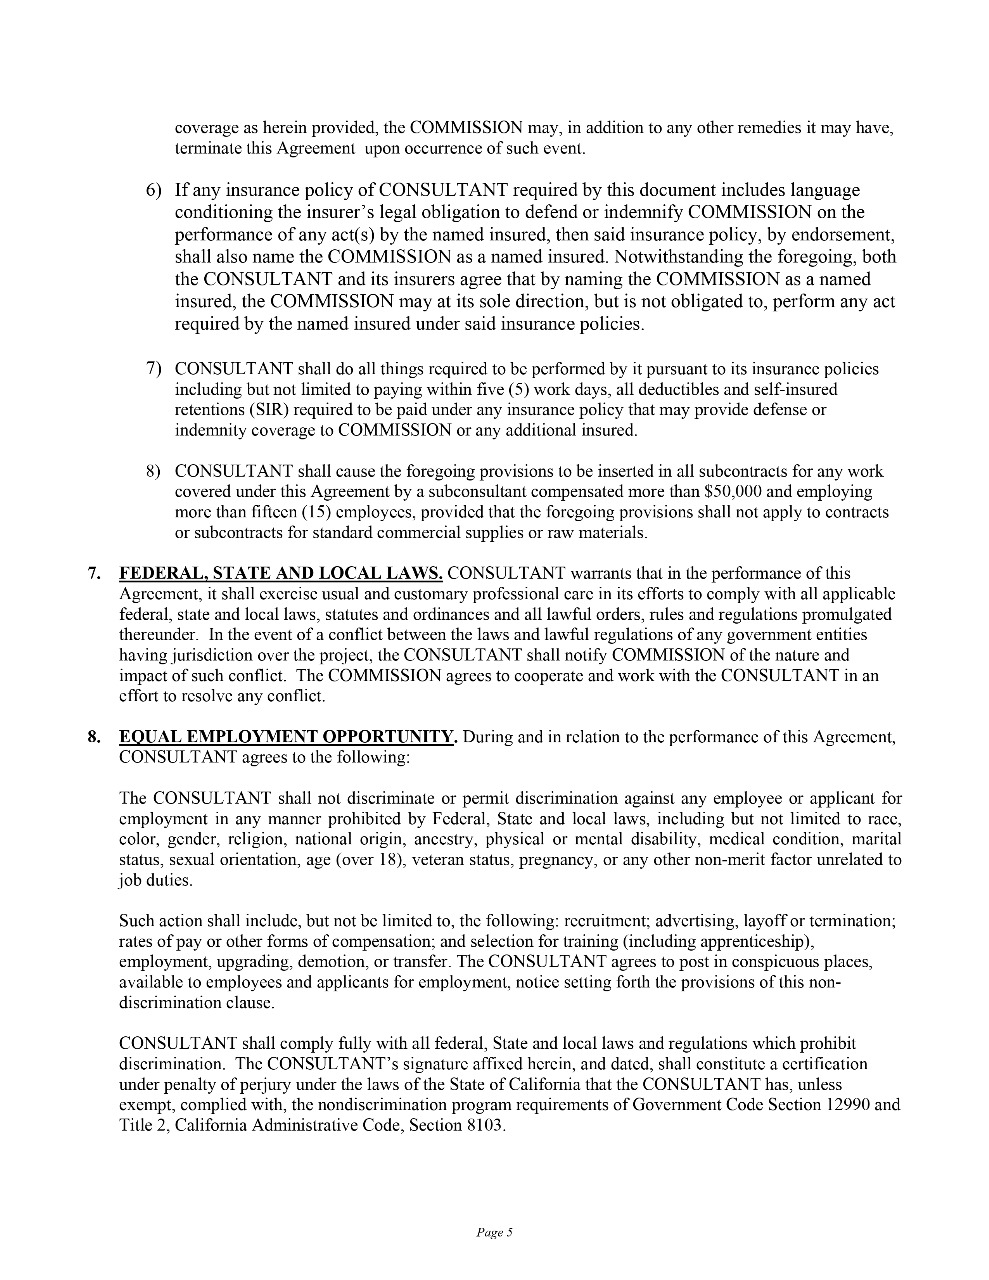 coverage as herein provided, the COMMISSION may, in addition to any other remedies it may have,
terminate this Agreement  upon occurrence of such event.
6) If any insurance policy of CONSULTANT required by this document includes language
conditioning the insurer's legal obligation to defend or indemnify COMMISSION on the
performance of any act(s) by the named insured, then said insurance policy, by endorsement,
shall also name the COMMISSION as a named insured. Notwithstanding the foregoing, both
the CONSULTANT and its insurers agree that by naming the COMMISSION as a named
insured, the COMMISSION may at its sole direction, but is not obligated to, perform any act
required by the named insured under said insurance policies.
7) CONSULTANT shall do all things required to be performed by it pursuant to its insurance policies
including but not limited to paying within five (5) work days, all deductibles and self-insured
retentions (SIR) required to be paid under any insurance policy that may provide defense or
indemnity coverage to COMMISSION or any additional insured.
8) CONSULTANT shall cause the foregoing provisions to be inserted in all subcontracts for any work
covered under this Agreement by a subconsultant compensated more than $50,000 and employing
more than fifteen (15) employees, provided that the foregoing provisions shall not apply to contracts
or subcontracts for standard commercial supplies or raw materials.
7. FEDERAL, STATE AND LOCAL LAWS. CONSULTANT warrants that in the performance of this
Agreement, it shall exercise usual and customary professional care in its efforts to comply with all applicable
federal, state and local laws, statutes and ordinances and all lawful orders, rules and regulations promulgated
thereunder.  In the event of a conflict between the laws and lawful regulations of any government entities
having jurisdiction over the project, the CONSULTANT shall notify COMMISSION of the nature and
impact of such conflict.  The COMMISSION agrees to cooperate and work with the CONSULTANT in an
effort to resolve any conflict.
8. EQUAL EMPLOYMENT OPPORTUNITY. During and in relation to the performance of this Agreement,
CONSULTANT agrees to the following:
The CONSULTANT shall not discriminate or permit discrimination against any employee or applicant for
employment in any manner prohibited by Federal, State and local laws, including but not limited to race,
color, gender, religion, national origin, ancestry, physical or mental disability, medical condition, marital
status, sexual orientation, age (over 18), veteran status, pregnancy, or any other non-merit factor unrelated to
job duties.
Such action shall include, but not be limited to, the following: recruitment; advertising, layoff or termination;
rates of pay or other forms of compensation; and selection for training (including apprenticeship),
employment, upgrading, demotion, or transfer. The CONSULTANT agrees to post in conspicuous places,
available to employees and applicants for employment, notice setting forth the provisions of this non-
discrimination clause.
CONSULTANT shall comply fully with all federal, State and local laws and regulations which prohibit
discrimination.  The CONSULTANT's signature affixed herein, and dated, shall constitute a certification
under penalty of perjury under the laws of the State of California that the CONSULTANT has, unless
exempt, complied with, the nondiscrimination program requirements of Government Code Section 12990 and
Title 2, California Administrative Code, Section 8103.
Page 5